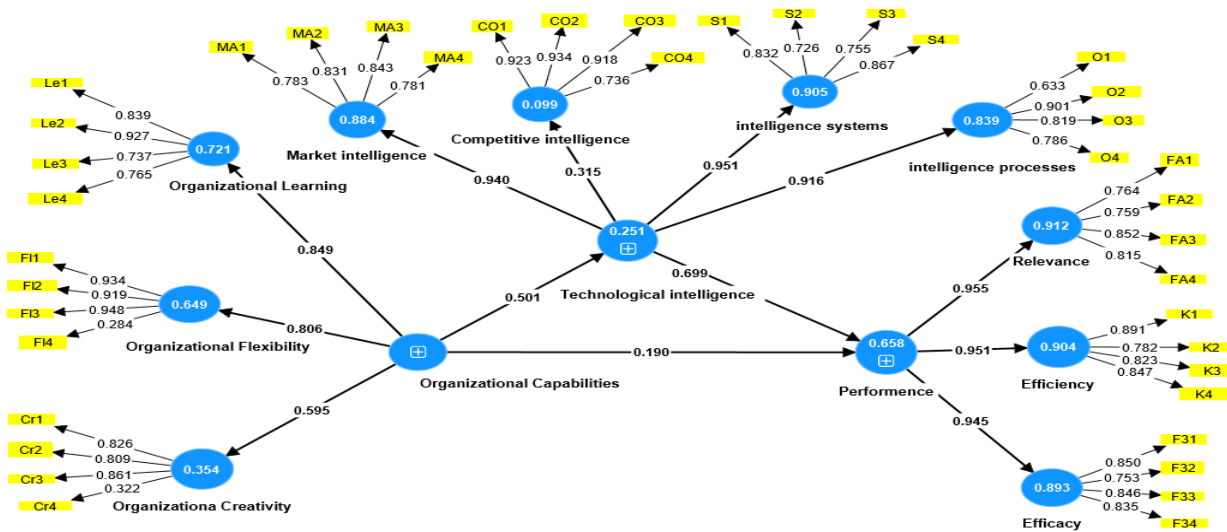 MA1
MA2
MA3
MA4
0.783
0.831
0.843
0.781
0.884
Market intelligence
CO1
CO2
CO3
CO4
0.923
0.934
0.918
0.736
0.099
Competitive intelligence
S1
S2
S3
S4
0.832
0.726
0.755
0.867
0.905
intelligence systems
O1
O2
O3
O4
0.633
0.901
0.819
0.786
0.839
intelligence processes
Le1
Le2
Le3
Le4
0.839
0.927
0.737
0.765
0.721
Organizational Learning
0.940
0.315
0.951
0.916
0.251
Technological intelligence
FA1
FA2
FA3
FA4
0.764
0.759
0.852
0.815
0.912
Relevance
Fl1
Fl2
Fl3
Fl4
0.934
0.919
0.948
0.284
0.649
Organizational Flexibility
0.849
0.806
0.595
0.501
0.699
0.190
Organizational Capabilities
0.658
Performence
0.955
0.951
0.945
K1
K2
K3
K4
0.891
0.782
0.823
0.847
0.904
Efficiency
Cr1
Cr2
Cr3
Cr4
0.826
0.809
0.861
0.322
0.354
Organizationa Creativity
F31
F32
F33
F34
0.850
0.753
0.846
0.835
0.893
Efficacy